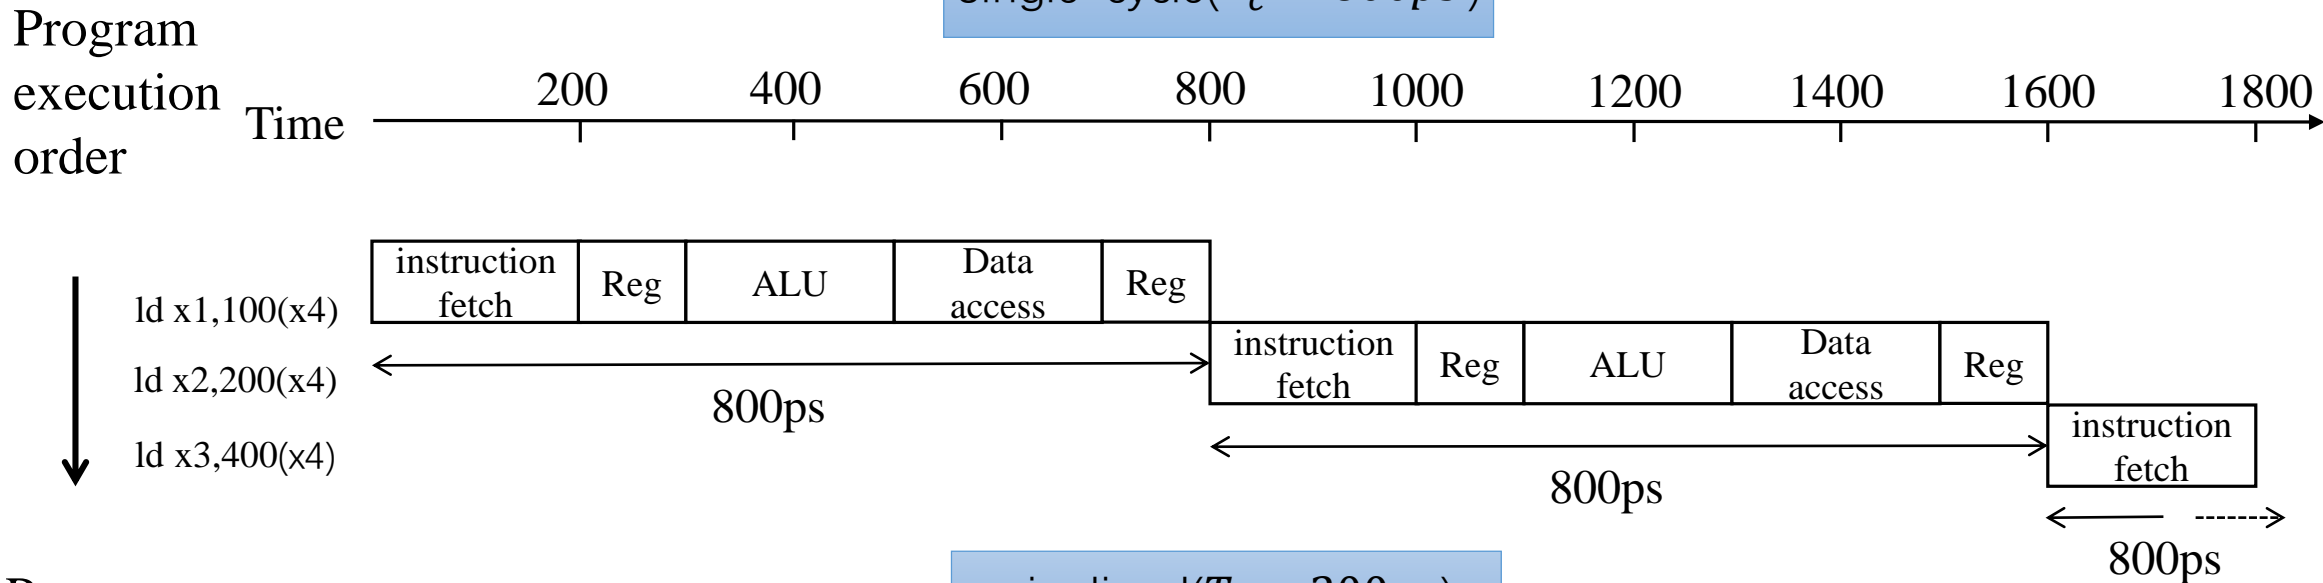 Program
execution
order
Time
200 400 600 800 1000 1200 1400 1600 1800
instruction
fetch
Reg
ALU
Data
access
Reg
ld x1,100(x4)
800ps
instruction
fetch
Reg
ALU
Data
access
Reg
ld x2,200(x4)
800ps
instruction
fetch
ld x3,400(x4)
800ps